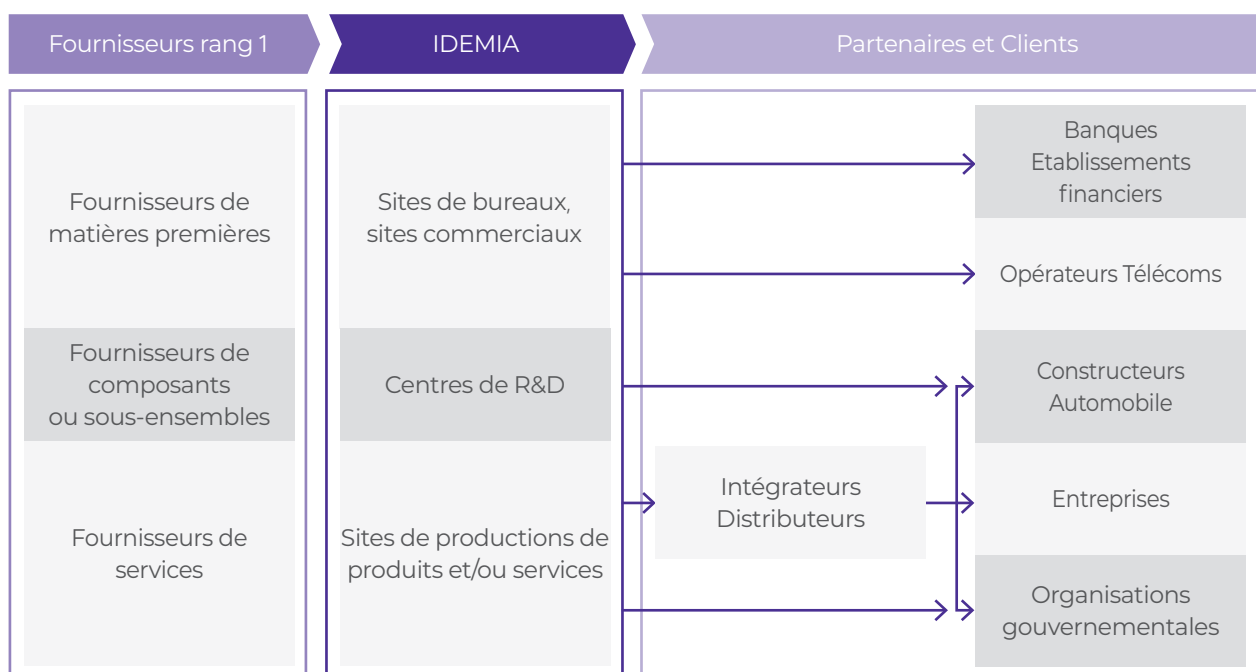 Fournisseurs rang 1
IDEMIA
Partenaires et Clients
Fournisseurs de
matières premières
Fournisseurs de
composants
ou sous-ensembles
Fournisseurs de
services
Sites de bureaux,
sites commerciaux
Centres de R&D
Sites de productions de
produits et/ou services
Intégrateurs
Distributeurs
Banques
Etablissements
financiers
Opérateurs Télécoms
Constructeurs
Automobile
Entreprises
Organisations
gouvernementales